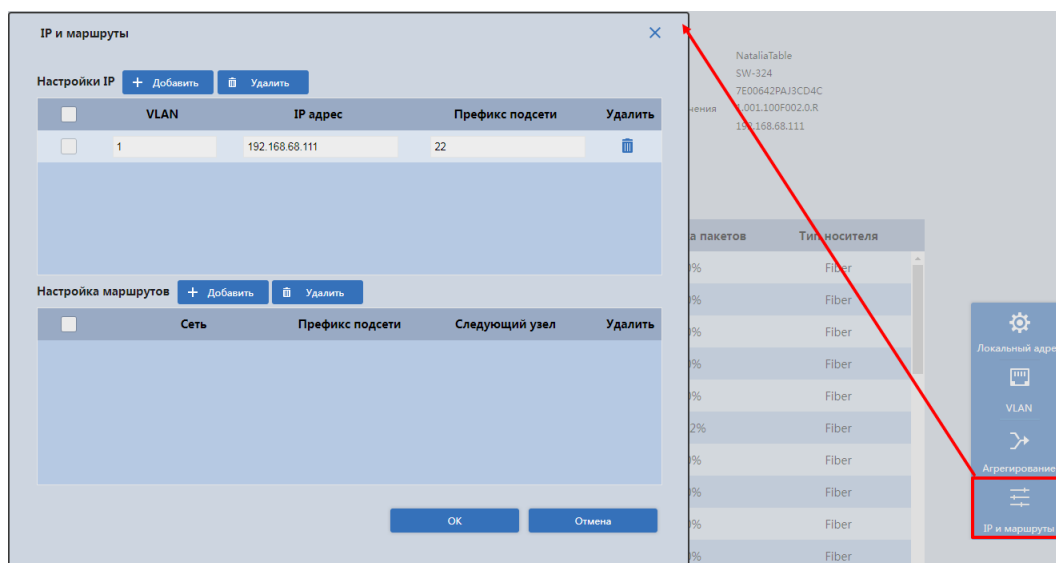 IP и маршруты
Настройки IP + Добавить Удалить
VLAN IP адрес Префикс подсети Удалить
1 192.168.68.111 22
Настройка маршрутов + Добавить Удалить
Сеть Префикс подсети Следующий узел Удалить
OK Отмена
NataliaTable
SW-324
7E00642PAJ3CD4C
1.001.100F002.0.R
192.168.68.111
а пакетов Тип носителя
Fiber
Fiber
Fiber
Fiber
Fiber
2% Fiber
Fiber
Fiber
Fiber
Fiber
Локальный адре
VLAN
Агрегирование
IP и маршруты